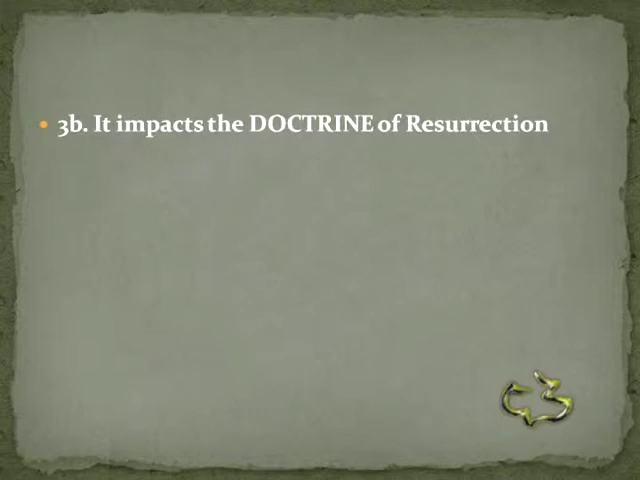 3b. It impacts the DOCTRINE of Resurrection